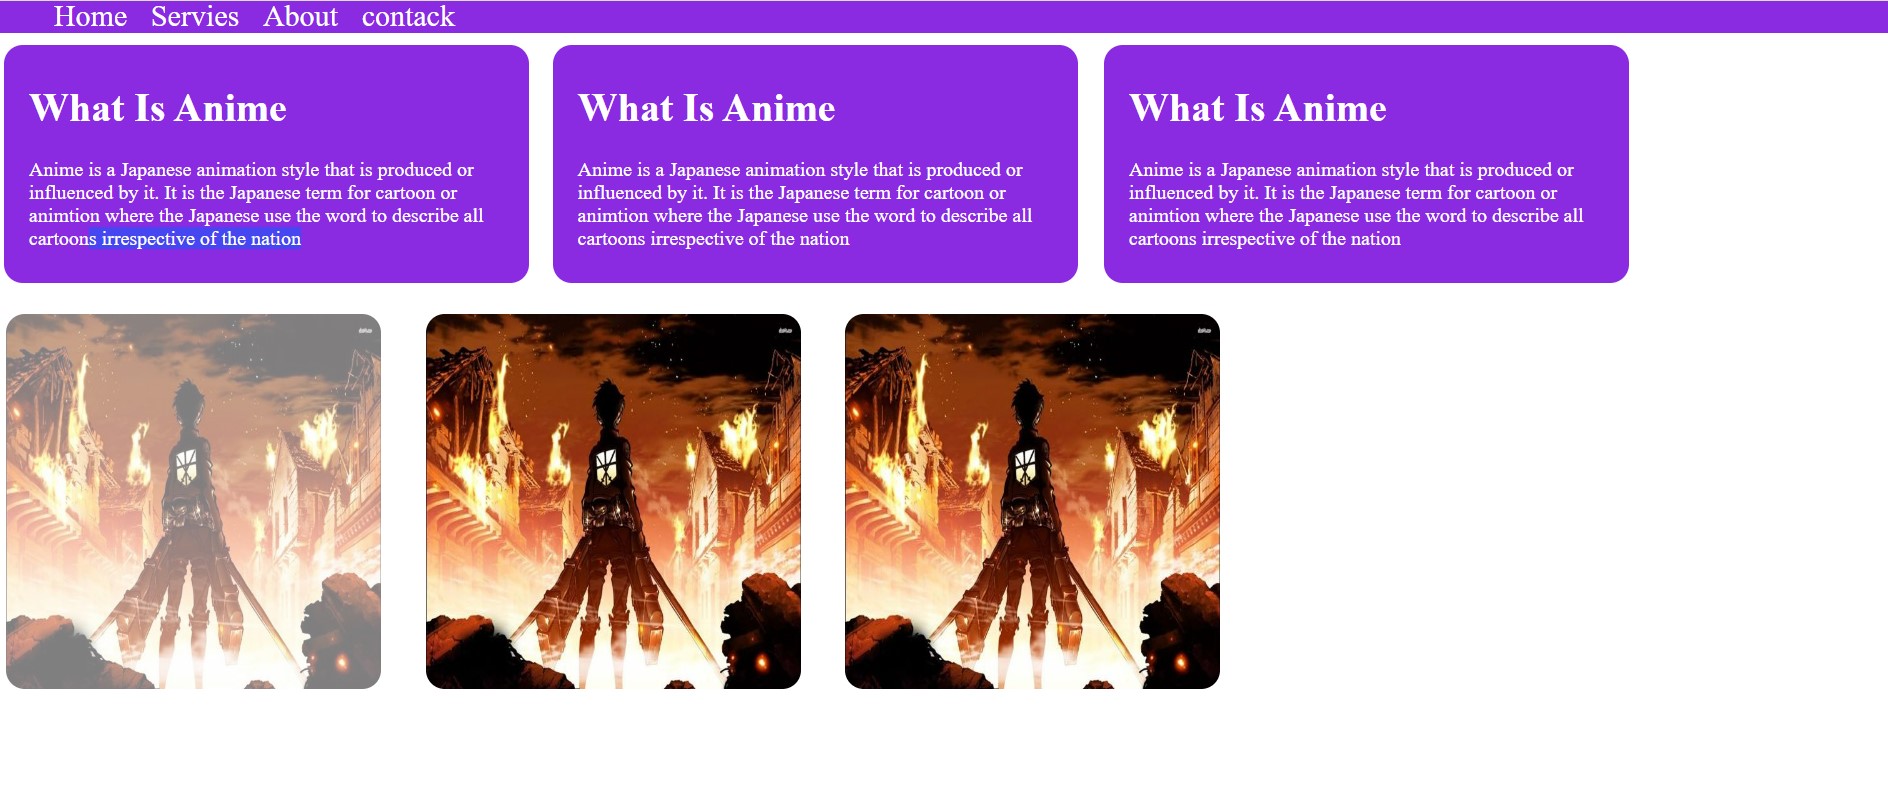 Home Servies About contack
What Is Anime
Anime is a Japanese animation style that is produced or
influenced by it. It is the Japanese term for cartoon or
animtion where the Japanese use the word to describe all
cartoons irrespective of the nation
What Is Anime
Anime is a Japanese animation style that is produced or
influenced by it. It is the Japanese term for cartoon or
animtion where the Japanese use the word to describe all
cartoons irrespective of the nation
What Is Anime
Anime is a Japanese animation style that is produced or
influenced by it. It is the Japanese term for cartoon or
animtion where the Japanese use the word to describe all
cartoons irrespective of the nation